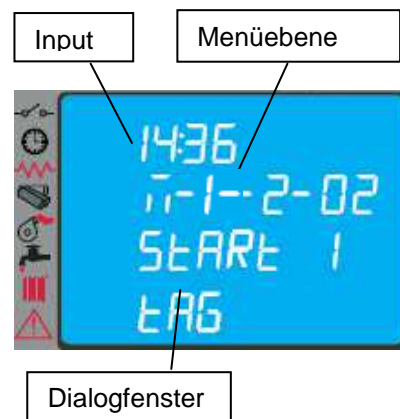 Input
Menüebene
14:36
m-1--2-02
StARt 1
tAG
Dialogfenster